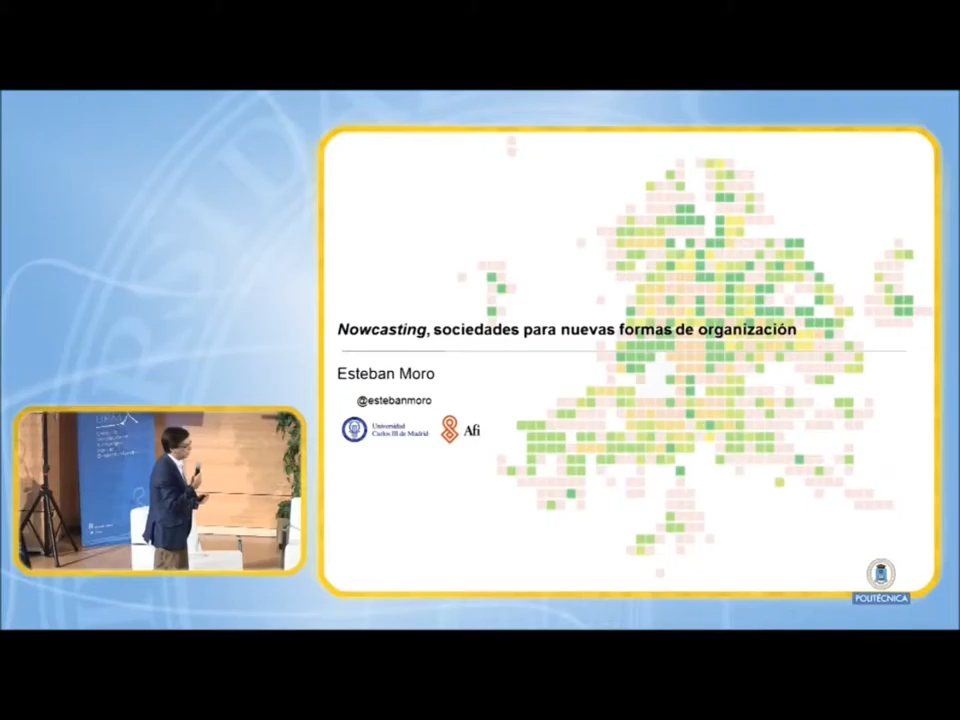 Nowcasting, sociedades para nuevas formas de organización
Esteban Moro
@estebanmoro
Universidad
Carlos III de Madrid
Afi
POLITÉCNICA